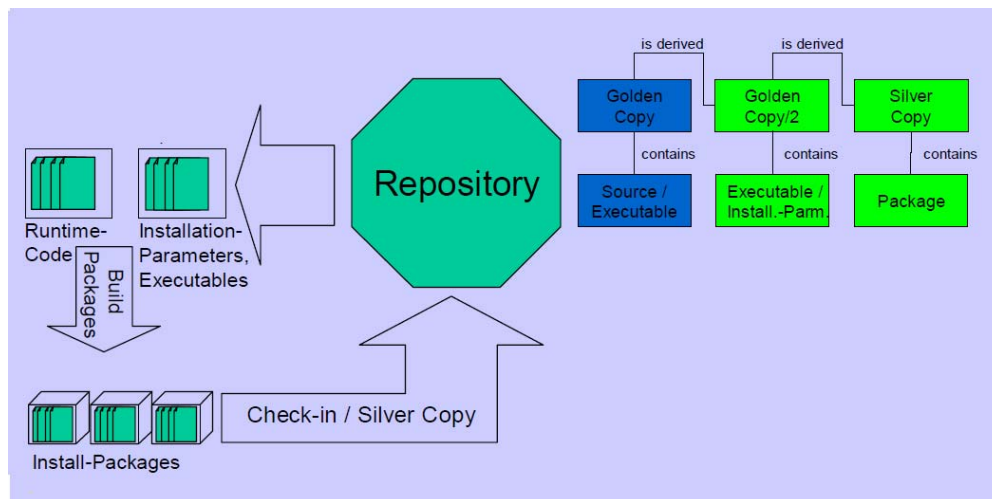 is derived
is derived
Golden
Copy
Golden
Copy/2
Silver
Copy
contains
contains
contains
Source /
Executable
Executable /
Install.-Parm.
Package
Repository
Runtime-
Code
Installation-
Parameters,
Executables
Build
Packages
Check-in / Silver Copy
Install-Packages